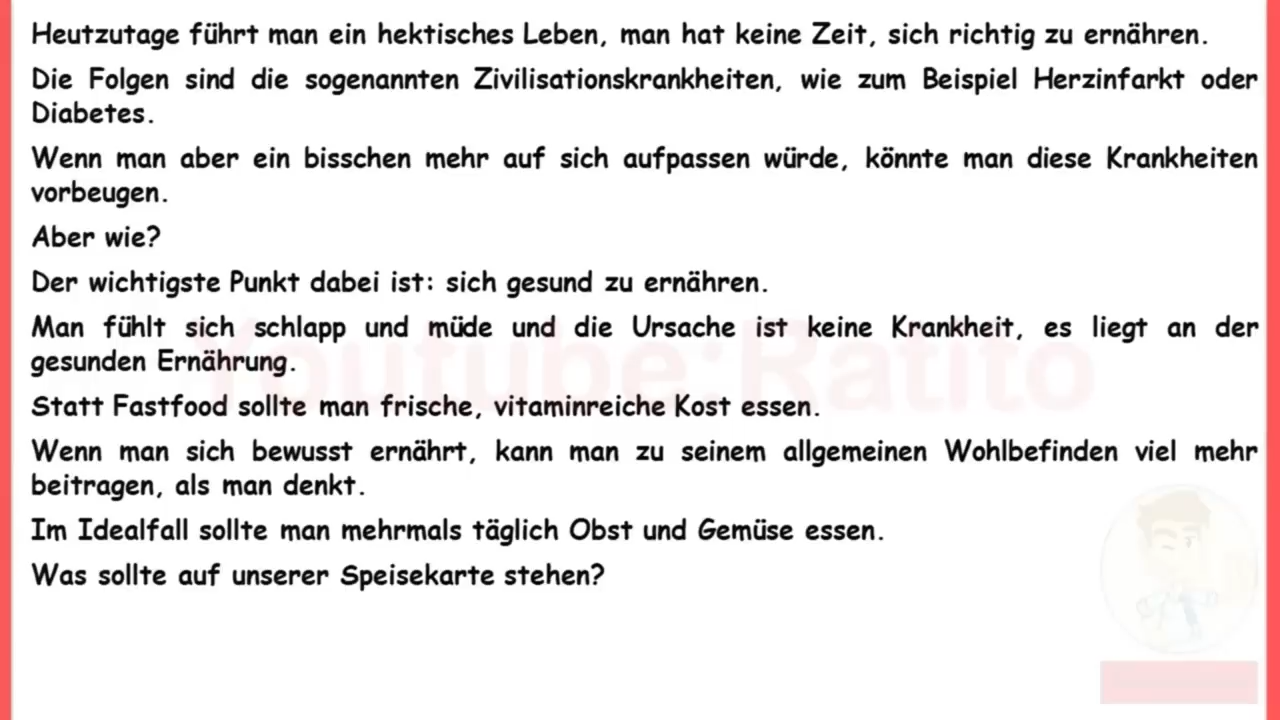 Heutzutage führt man ein hektisches Leben, man hat keine Zeit, sich richtig zu ernähren.
Die Folgen sind die sogenannten Zivilisationskrankheiten, wie zum Beispiel Herzinfarkt oder
Diabetes.
Wenn man aber ein bisschen mehr auf sich aufpassen würde, könnte man diese Krankheiten
vorbeugen.
Aber wie?
Der wichtigste Punkt dabei ist: sich gesund zu ernähren.
Man fühlt sich schlapp und müde und die Ursache ist keine Krankheit, es liegt an der
gesunden Ernährung.
Youtube:Ratito
Statt Fastfood sollte man frische, vitaminreiche Kost essen.
Wenn man sich bewusst ernährt, kann man zu seinem allgemeinen Wohlbefinden viel mehr
beitragen, als man denkt.
Im Idealfall sollte man mehrmals täglich Obst und Gemüse essen.
Was sollte auf unserer Speisekarte stehen?